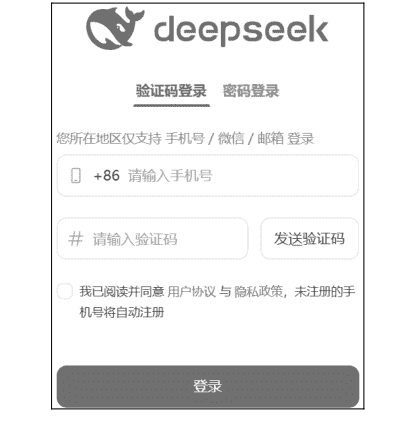 deepseek
验证码登录 密码登录
您所在地区仅支持 手机号 / 微信 / 邮箱 登录
+86 请输入手机号
# 请输入验证码 发送验证码
我已阅读并同意 用户协议 与 隐私政策，未注册的手
机号将自动注册
登录